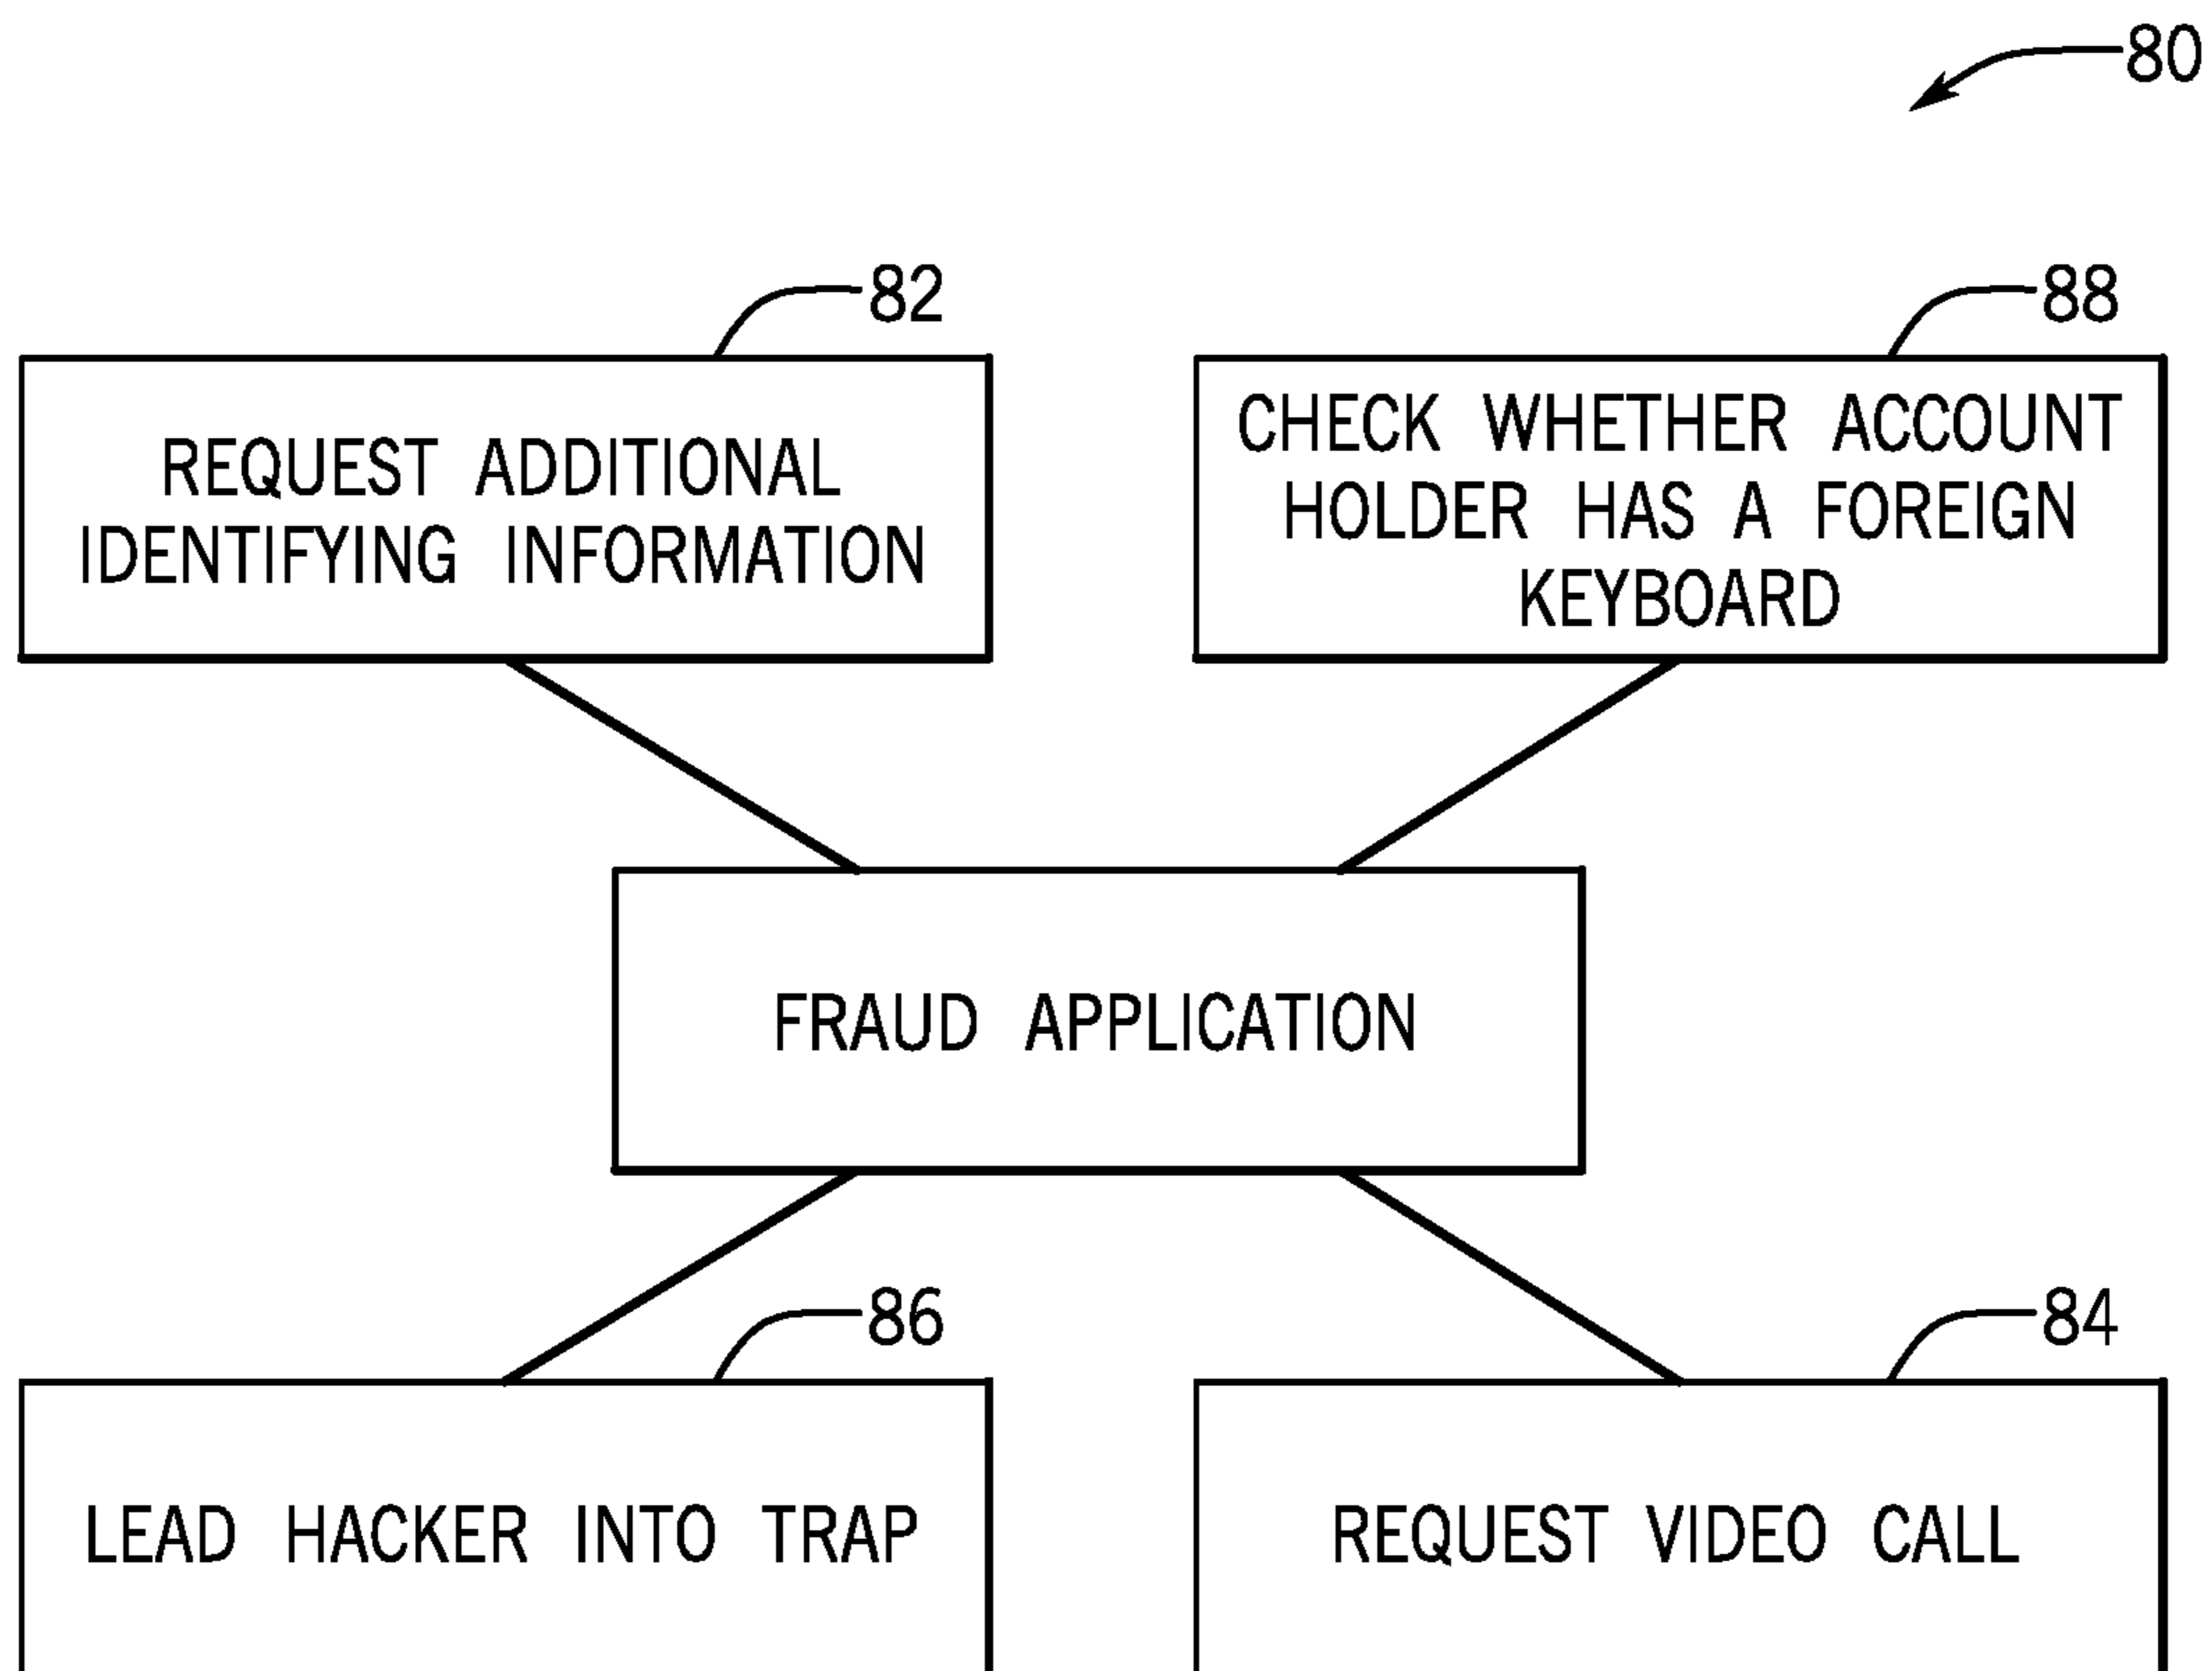 80
82
88
REQUEST ADDITIONAL
IDENTIFYING INFORMATION
CHECK WHETHER ACCOUNT
HOLDER HAS A FOREIGN
KEYBOARD
FRAUD APPLICATION
86
84
LEAD HACKER INTO TRAP
REQUEST VIDEO CALL